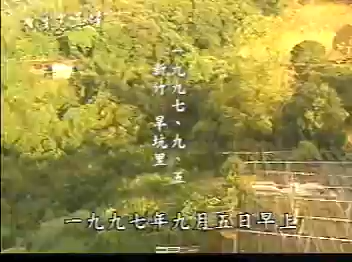 一九九七、九、五
新竹 旱坑里
一九九七年九月五日早上